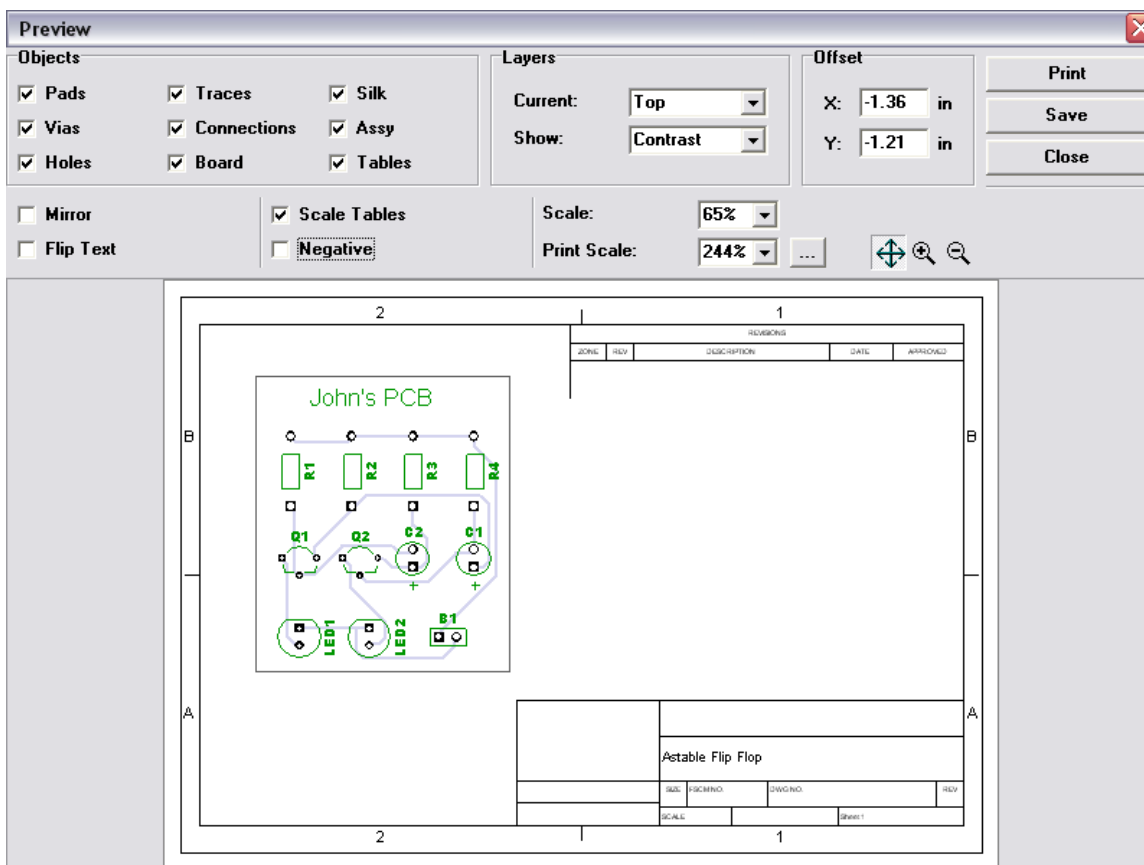 Preview
Objects
Layers
Offset
Pads Traces Silk
Current: Top
X: -1.36 in
Print
Vias Connections Assy
Show: Contrast
Y: -1.21 in
Save
Holes Board Tables
Close
Mirror
Scale Tables
Scale: 65%
Flip Text
Negative
Print Scale: 244% ...
2 1
REVISIONS
ZONE REV DESCRIPTION DATE APPROVED
John's PCB
B B
R1 R2 R3 R4
Q1 Q2 C2 C1
+ +
LED1 LED2 B1
A A
Astable Flip Flop
SIZE FSCM NO. DWG NO. REV
SCALE Sheet 1
2 1